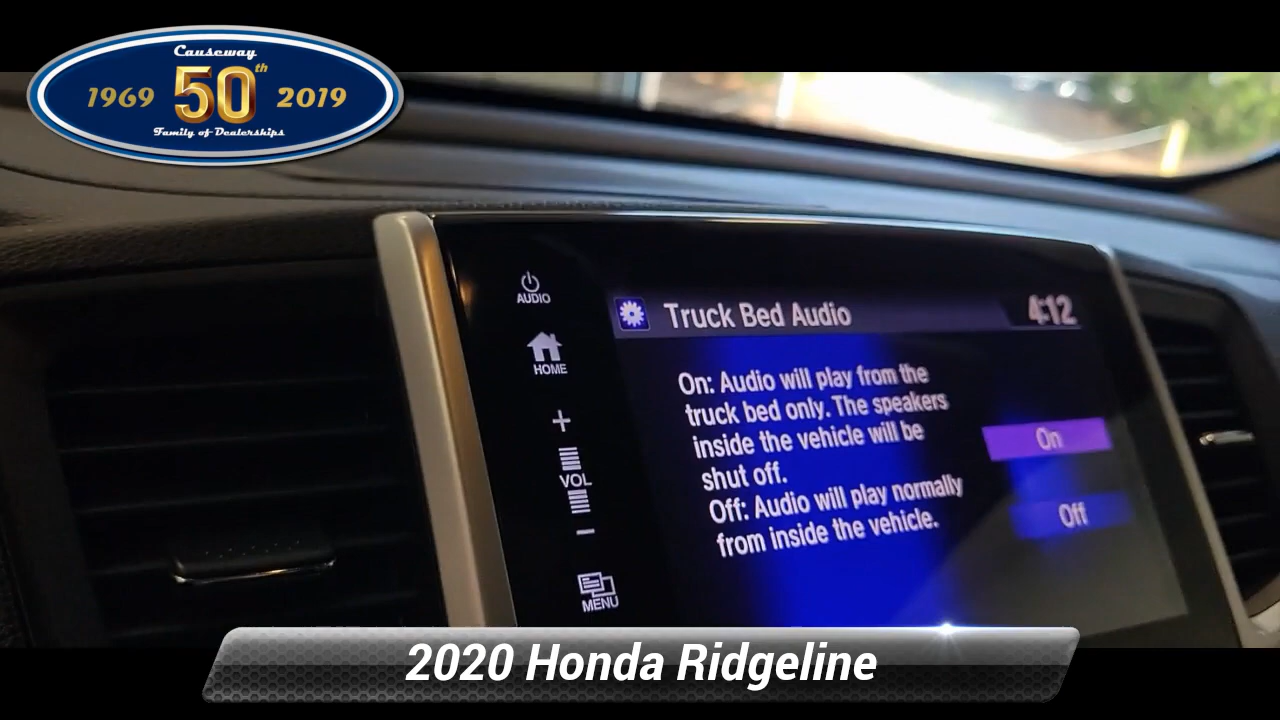 Causeway
1969 50th 2019
Family of Dealerships
AUDIO
HOME
+
VOL
-
MENU
Truck Bed Audio
4:12
On: Audio will play from the
truck bed only. The speakers
inside the vehicle will be
shut off.
Off: Audio will play normally
from inside the vehicle.
On
Off
2020 Honda Ridgeline